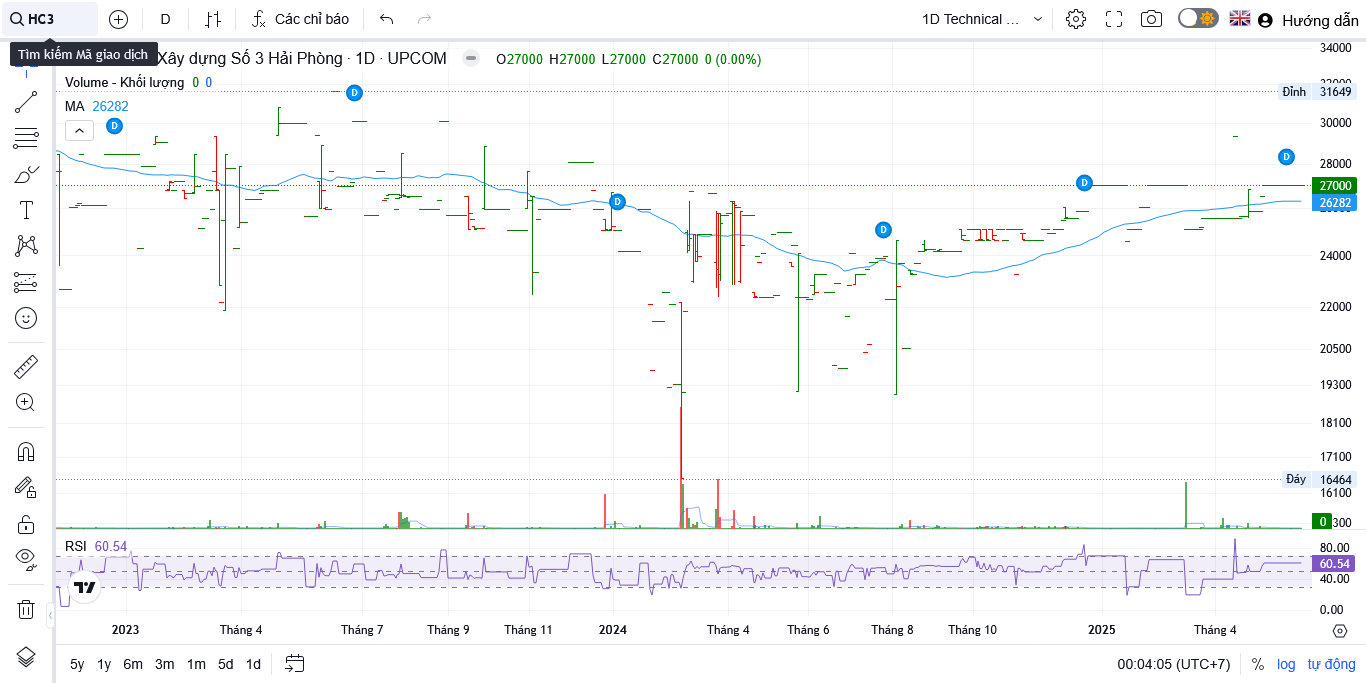 HC3
D
Các chỉ báo
1D Technical ...
Hướng dẫn
Tìm kiếm Mã giao dịch
Xây dựng Số 3 Hải Phòng · 1D · UPCOM
O27000 H27000 L27000 C27000 0 (0.00%)
Volume - Khối lượng 0 0
MA 26282
34000
Đỉnh 31649
30000
28000
27000
26282
24000
22000
20500
19300
18100
17100
Đáy 16464
16100
0
300
RSI 60.54
80.00
60.54
40.00
0.00
2023 Tháng 4 Tháng 7 Tháng 9 Tháng 11 2024 Tháng 4 Tháng 6 Tháng 8 Tháng 10 2025 Tháng 4
5y 1y 6m 3m 1m 5d 1d
00:04:05 (UTC+7) % log tự động